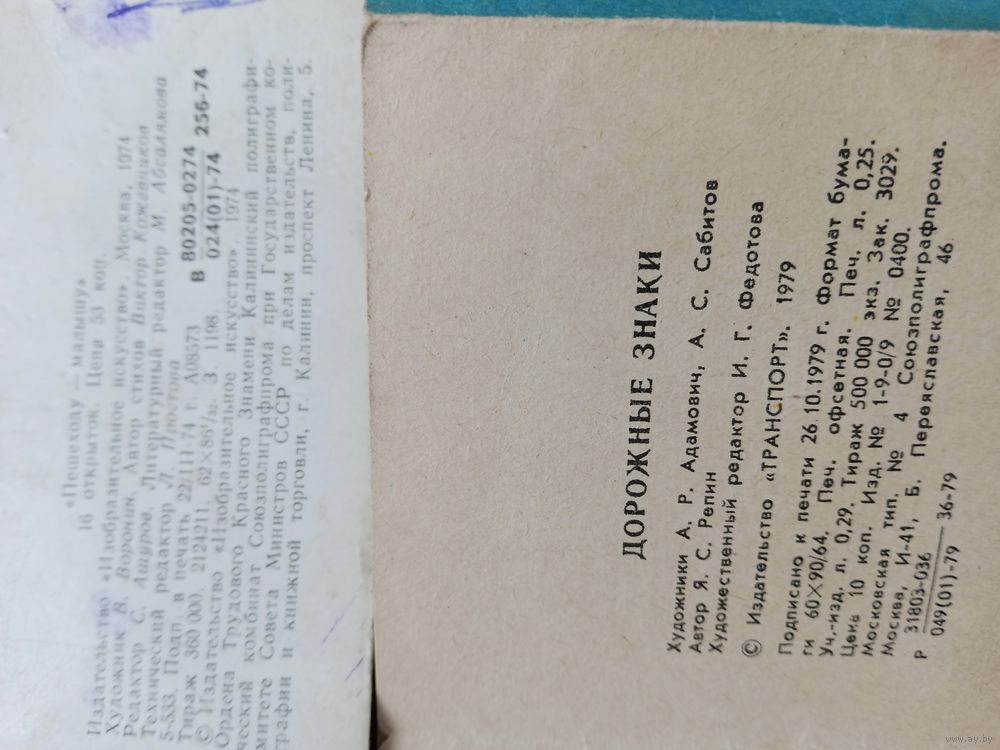 «Пешеходу — малышу»
16 открыток. Цена 53 коп.
Издательство «Изобразительное искусство», Москва, 1974
Художник В. Воронин. Автор стихов Виктор Кожевников
Редактор С. Ашуров. Литературный редактор М. Абсалямова
Технический редактор Л.
5-533. Подп. в печать 22/III-74 г. А 08573
Тираж 360 000. 2124211. 62×86¹/₃₂ З. 1198.
В 80205-0274 256-74
024(01)-74
© Издательство «Изобразительное искусство». 1974
Ордена Трудового Красного Знамени Калининский полиграфи-
ческий комбинат Союзполиграфпрома при Государственном ко-
митете Совета Министров СССР по делам издательств, поли-
графии и книжной торговли, г. Калинин, проспект Ленина, 5.
ДОРОЖНЫЕ ЗНАКИ
Художники А. Р. Адамович, А. С. Сабитов
Автор Я. С. Репин
Художественный редактор И. Г. Федотова
© Издательство «ТРАНСПОРТ». 1979
Подписано к печати 26.10.1979 г. Формат бума-
ги 60×90/64. Печ. офсетная. Печ. л. 0,25.
Уч.-изд. л. 0,29. Тираж 500 000 экз. Зак. 3029.
Цена 10 коп. Изд. № 1-9-0/9 № 0400.
Московская тип. № 4 Союзполиграфпрома.
Москва, И-41, Б. Переяславская, 46.
Р 31803-036 36-79
049(01)-79
www.ay.by